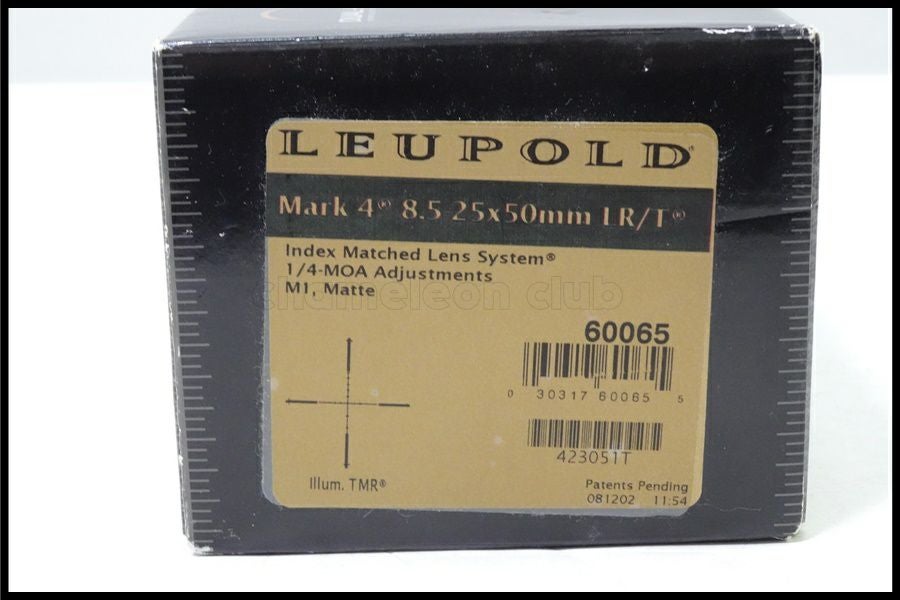 LEUPOLD®
Mark 4® 8.5-25x50mm LR/T®
Index Matched Lens System®
1/4-MOA Adjustments
M1, Matte
chameleon club
60065
0 30317 60065 5
423051T
Illum. TMR®
Patents Pending
081202 11:54